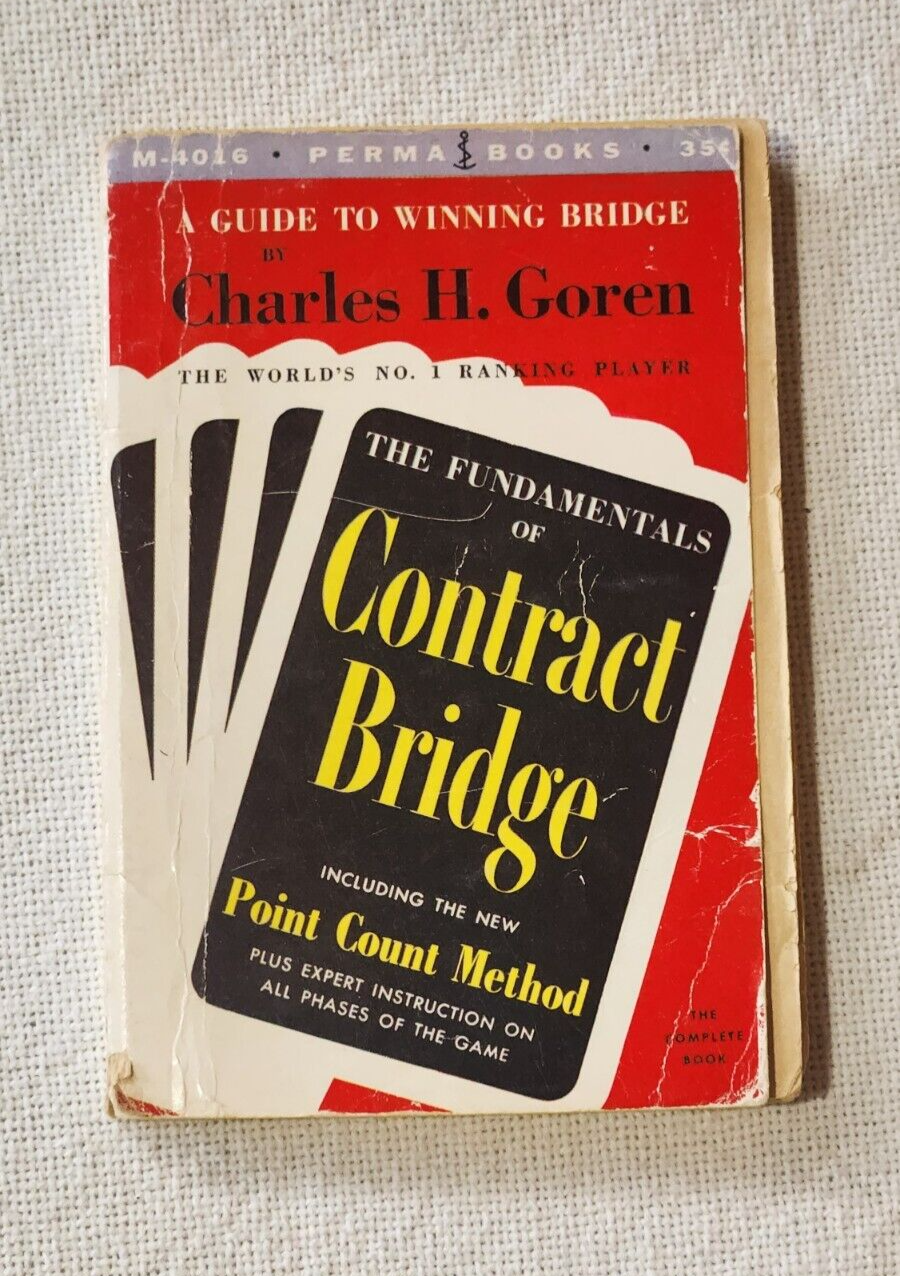 M-4016 • PERMA BOOKS • 35¢
A GUIDE TO WINNING BRIDGE
BY
Charles H. Goren
THE WORLD'S NO. 1 RANKING PLAYER
THE FUNDAMENTALS
OF
Contract
Bridge
INCLUDING THE NEW
Point Count Method
PLUS EXPERT INSTRUCTION ON
ALL PHASES OF THE GAME
THE
COMPLETE
BOOK